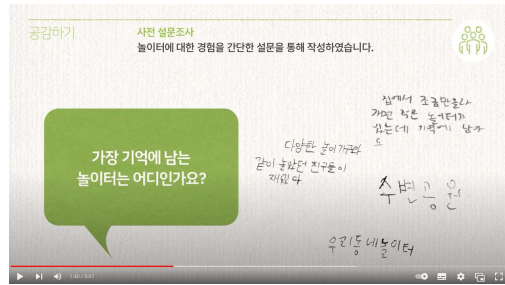 공감하기
사전 설문조사
놀이터에 대한 경험을 간단한 설문을 통해 작성하였습니다.
가장 기억에 남는
놀이터는 어디인가요?
집에서 조금만 올라
가면 작은 놀이터가
있는데 기억에 남아
요
다양한 놀이기구와
같이 놀았던 친구들이
재밌다
수변공원
우리동네놀이터
1:42 / 5:07